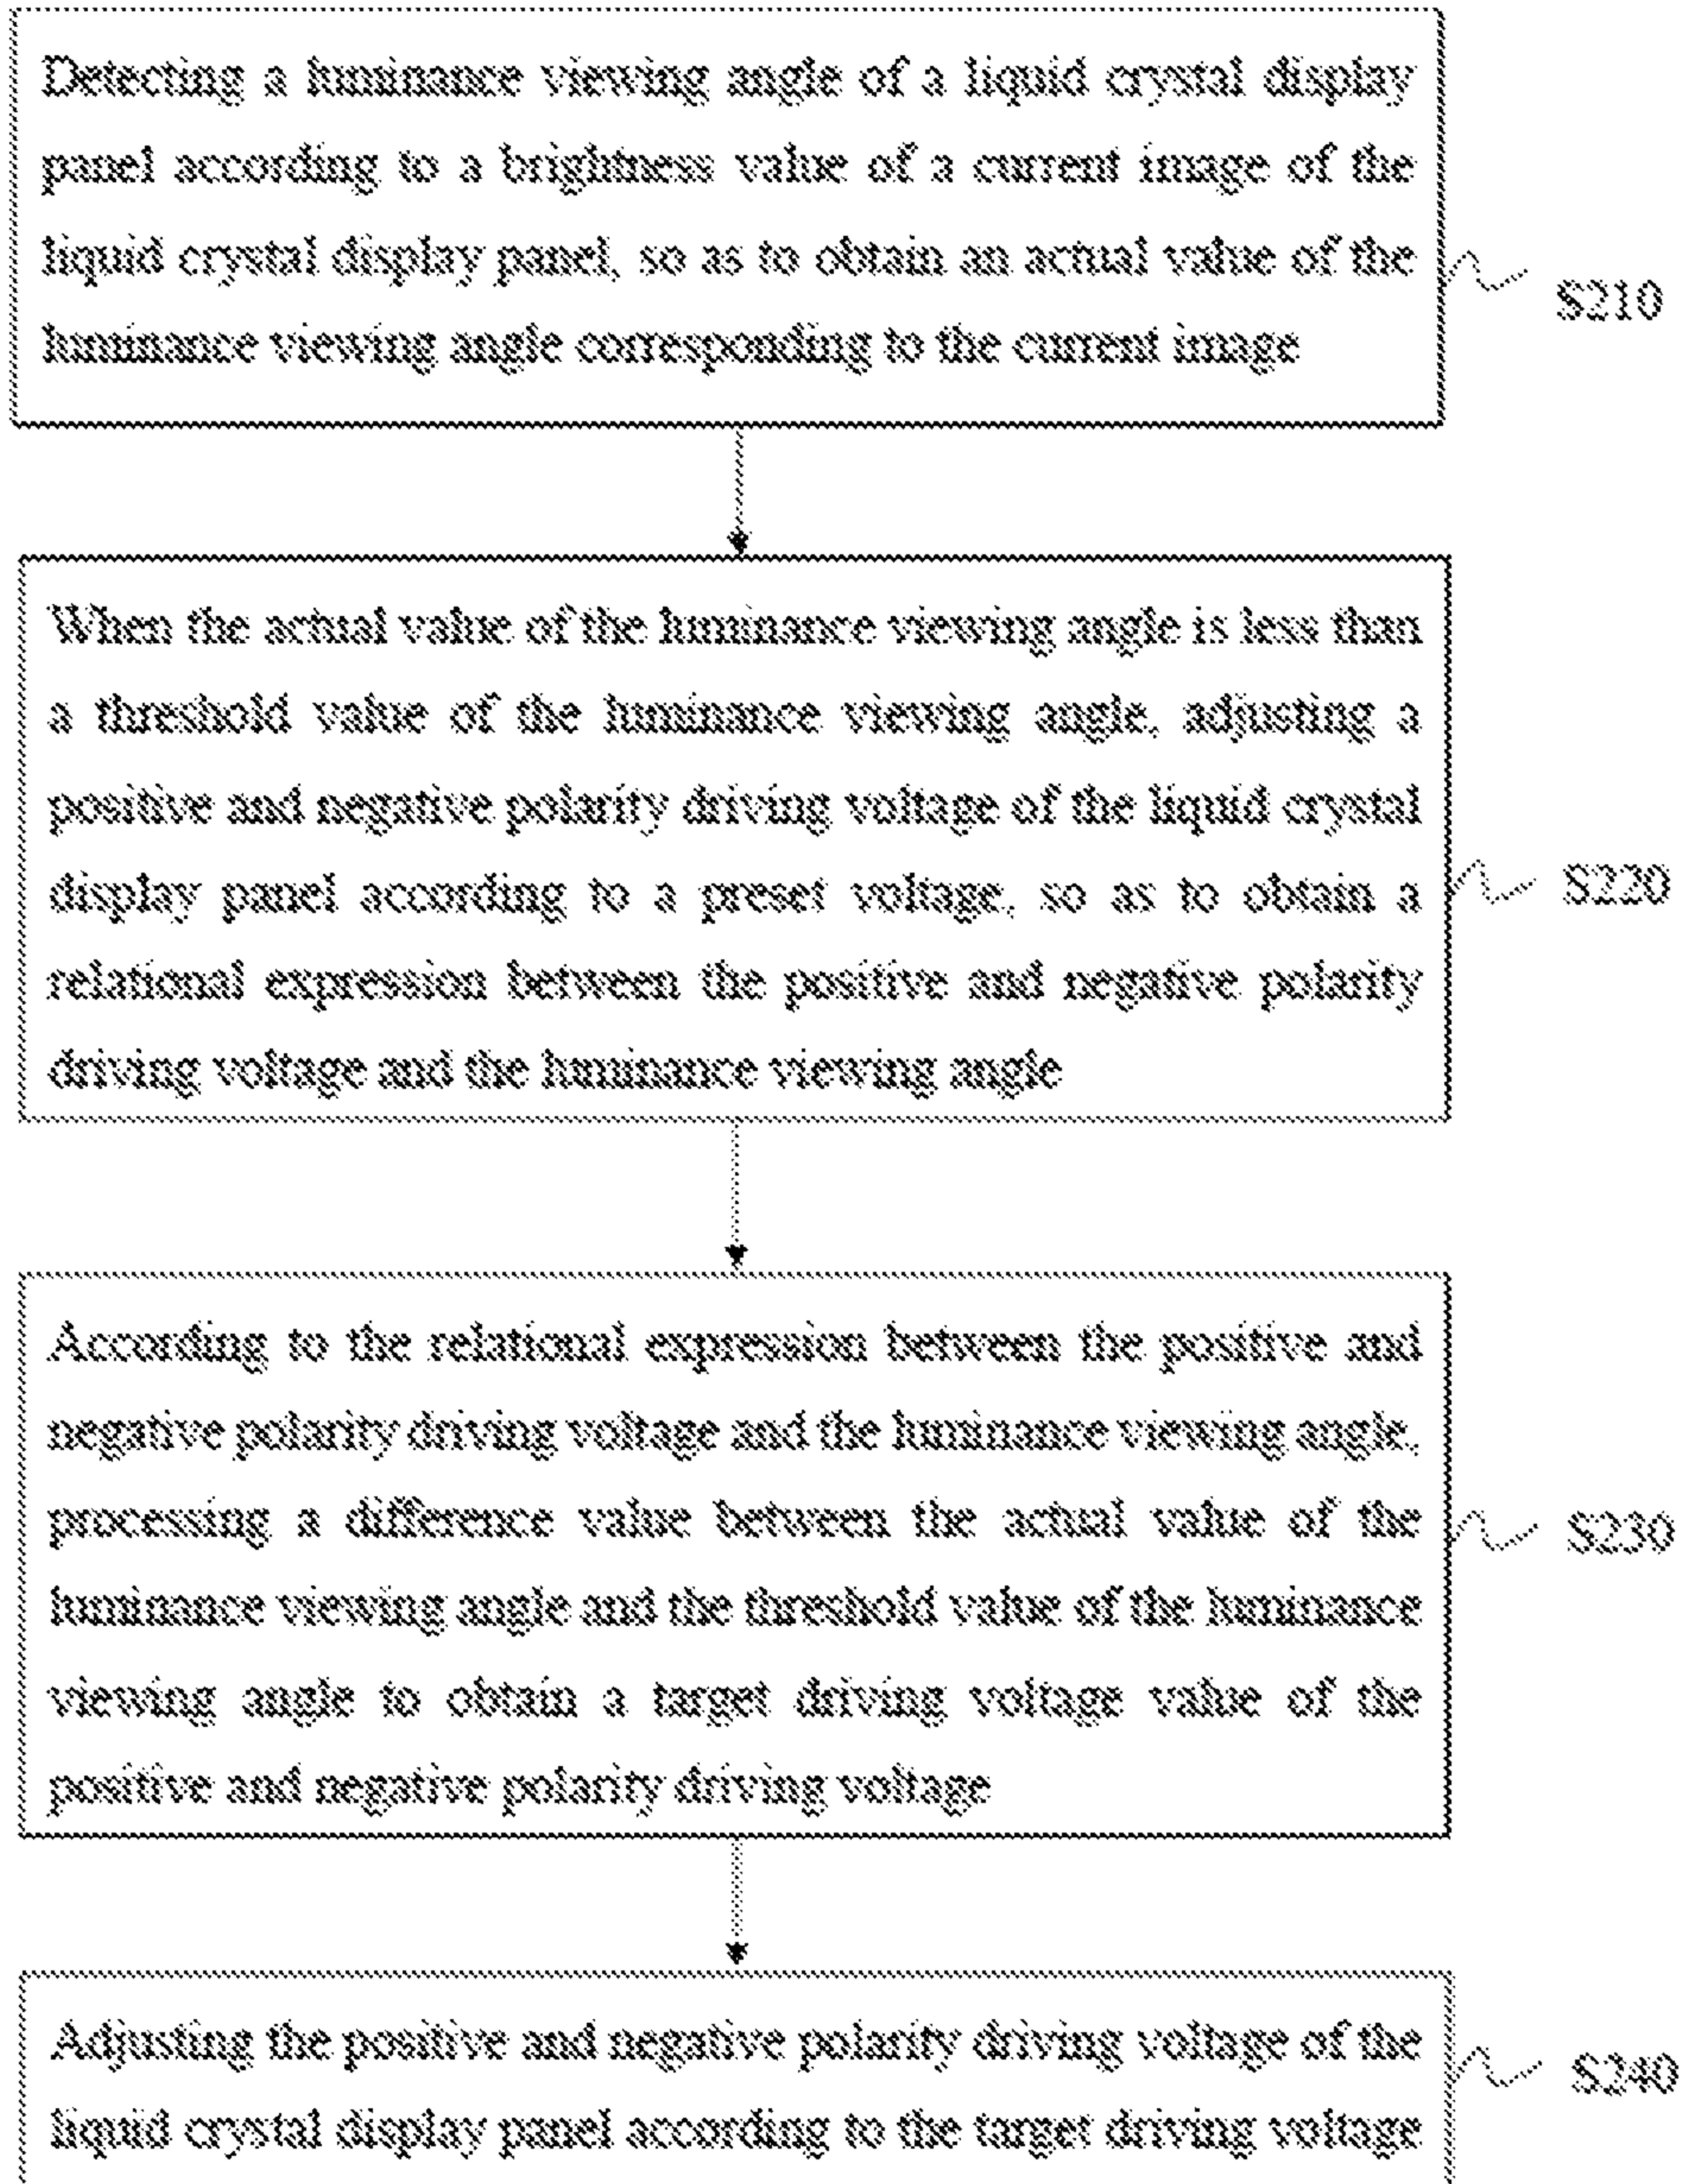 Detecting a luminance viewing angle of a liquid crystal display
panel according to a brightness value of a current image of the
liquid crystal display panel, so as to obtain an actual value of the
luminance viewing angle corresponding to the current image
S210
When the actual value of the luminance viewing angle is less than
a threshold value of the luminance viewing angle, adjusting a
positive and negative polarity driving voltage of the liquid crystal
display panel according to a preset voltage, so as to obtain a
relational expression between the positive and negative polarity
driving voltage and the luminance viewing angle
S220
According to the relational expression between the positive and
negative polarity driving voltage and the luminance viewing angle,
processing a difference value between the actual value of the
luminance viewing angle and the threshold value of the luminance
viewing angle to obtain a target driving voltage value of the
positive and negative polarity driving voltage
S230
Adjusting the positive and negative polarity driving voltage of the
liquid crystal display panel according to the target driving voltage
S240